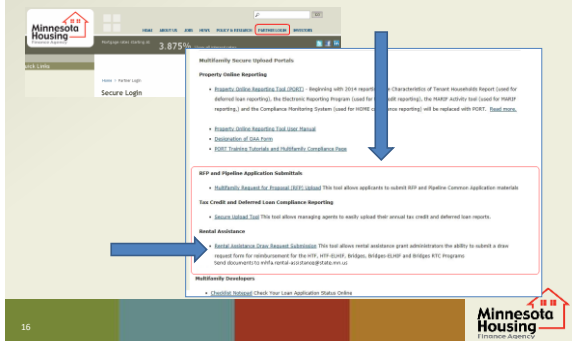 Minnesota
Housing
Finance Agency
HOME ABOUT US JOBS NEWS POLICY & RESEARCH PARTNER LOGIN INVESTORS
Mortgage rates starting at: 3.875%
Quick Links
Home > Partner Login
Secure Login
Multifamily Secure Upload Portals
Property Online Reporting
• Property Online Reporting Tool (PORT) - Beginning with 2014 reporting the Characteristics of Tenant Households Report (used for
deferred loan reporting), the Electronic Reporting Program (used for credit reporting), the MARIF Activity tool (used for MARIF
reporting,) and the Compliance Monitoring System (used for HOME compliance reporting) will be replaced with PORT. Read more.
• Property Online Reporting Tool User Manual
• Designation of OAA Form
• PORT Training Tutorials and Multifamily Compliance Page
RFP and Pipeline Application Submittals
• Multifamily Request for Proposal (RFP) Upload This tool allows applicants to submit RFP and Pipeline Common Application materials
Tax Credit and Deferred Loan Compliance Reporting
• Secure Upload Tool This tool allows managing agents to easily upload their annual tax credit and deferred loan reports.
Rental Assistance
• Rental Assistance Draw Request Submission This tool allows rental assistance grant administrators the ability to submit a draw
request form for reimbursement for the HTF, HTF-ELHIF, Bridges, Bridges-ELHIF and Bridges RTC Programs
Send documents to mhfa.rental-assistance@state.mn.us
Multifamily Developers
• Checklist Notepad Check Your Loan Application Status Online
16
Minnesota
Housing
Finance Agency